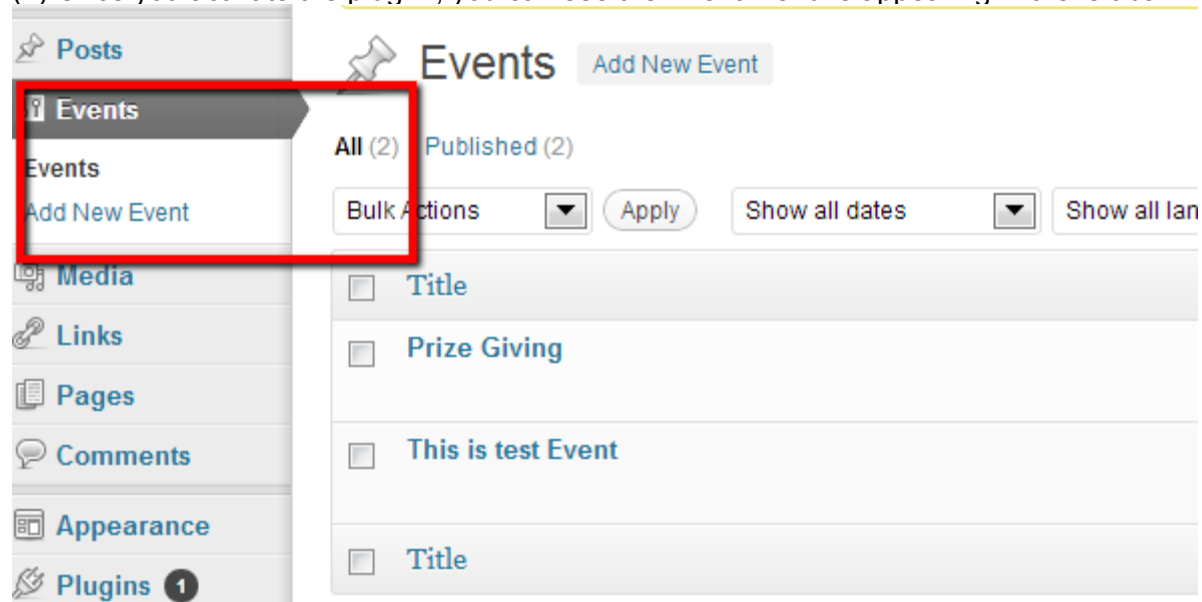 Posts
Events
Events
Add New Event
Media
Links
Pages
Comments
Appearance
Plugins 1
Events Add New Event
All (2) Published (2)
Bulk Actions Apply Show all dates Show all lan
Title
Prize Giving
This is test Event
Title